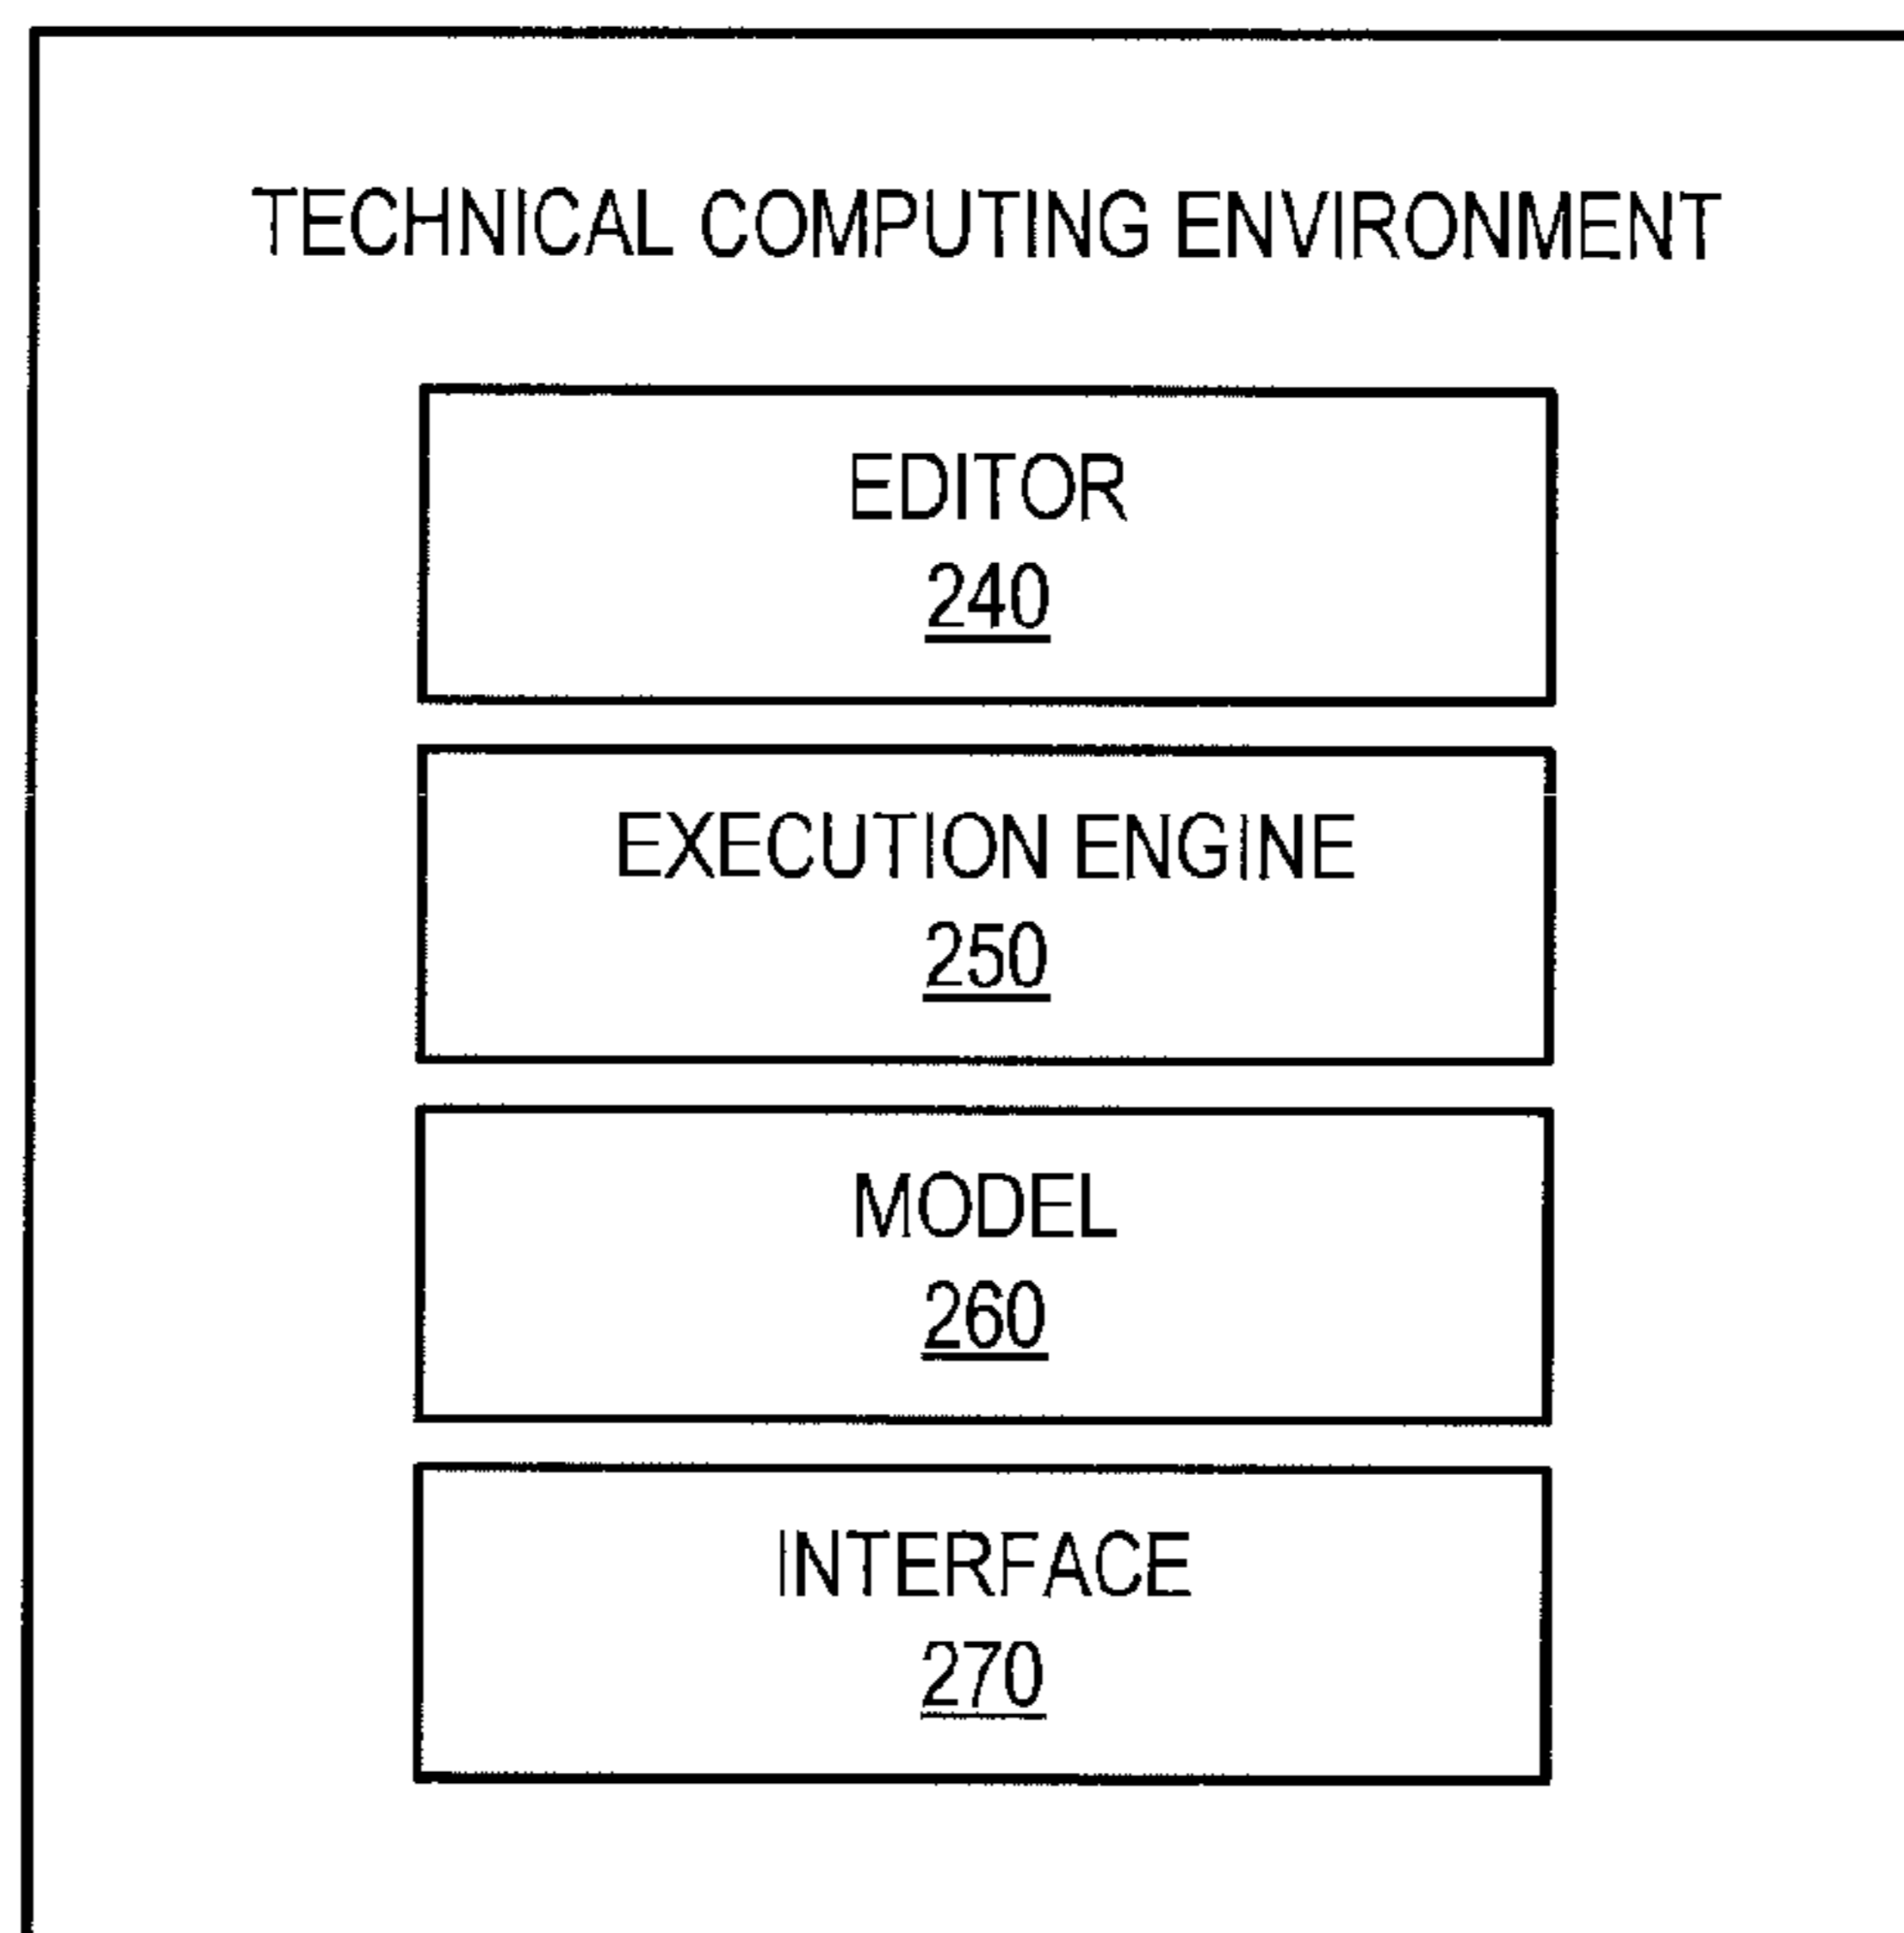 TECHNICAL COMPUTING ENVIRONMENT
EDITOR
240
EXECUTION ENGINE
250
MODEL
260
INTERFACE
270